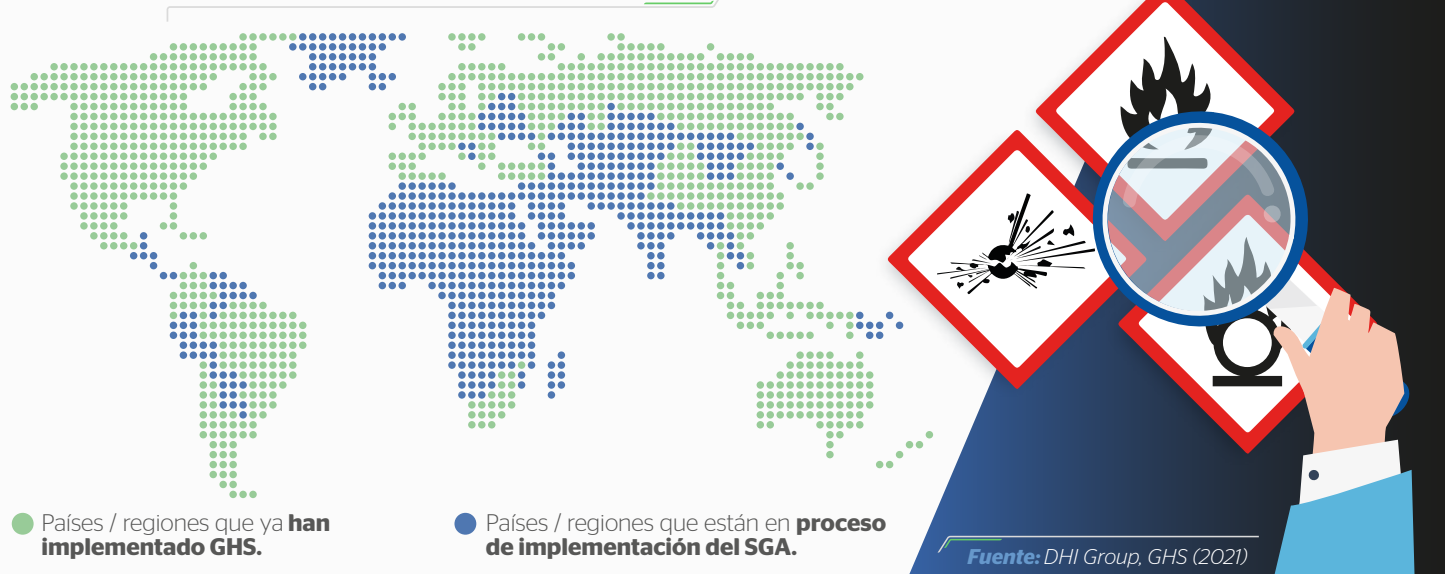 Países / regiones que ya han
implementado GHS.
Países / regiones que están en proceso
de implementación del SGA.
Fuente: DHI Group, GHS (2021)